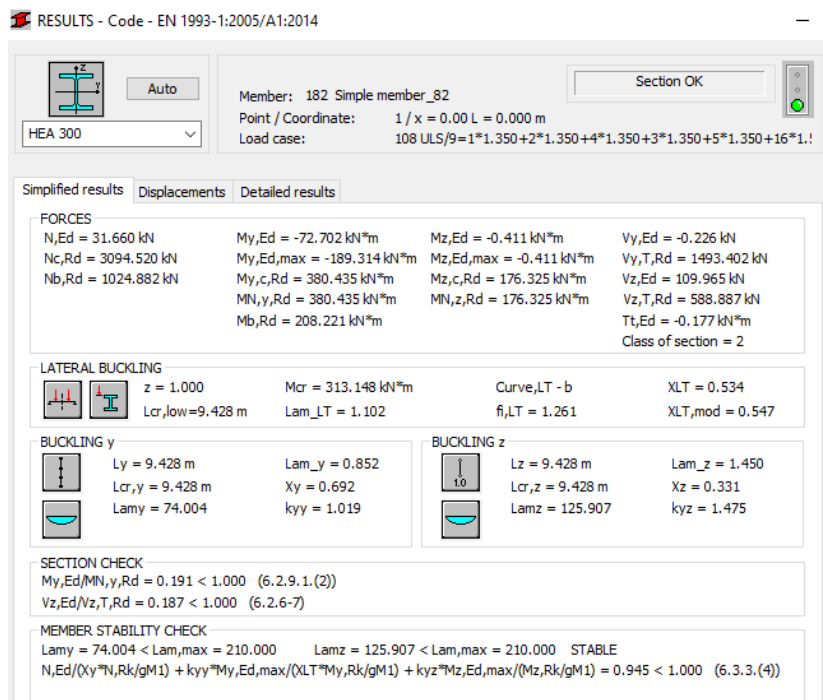 RESULTS - Code - EN 1993-1:2005/A1:2014
z
y
Auto
HEA 300
Member: 182 Simple member_82
Point / Coordinate: 1 / x = 0.00 L = 0.000 m
Load case: 108 ULS/9=1*1.350+2*1.350+4*1.350+3*1.350+5*1.350+16*1.
Section OK
Simplified results Displacements Detailed results
FORCES
N,Ed = 31.660 kN My,Ed = -72.702 kN*m Mz,Ed = -0.411 kN*m Vy,Ed = -0.226 kN
Nc,Rd = 3094.520 kN My,Ed,max = -189.314 kN*m Mz,Ed,max = -0.411 kN*m Vy,T,Rd = 1493.402 kN
Nb,Rd = 1024.882 kN My,c,Rd = 380.435 kN*m Mz,c,Rd = 176.325 kN*m Vz,Ed = 109.965 kN
MN,y,Rd = 380.435 kN*m MN,z,Rd = 176.325 kN*m Vz,T,Rd = 588.887 kN
Mb,Rd = 208.221 kN*m Tt,Ed = -0.177 kN*m
Class of section = 2
LATERAL BUCKLING
z = 1.000 Mcr = 313.148 kN*m Curve,LT - b XLT = 0.534
Lcr,low=9.428 m Lam_LT = 1.102 fi,LT = 1.261 XLT,mod = 0.547
BUCKLING y
Ly = 9.428 m Lam_y = 0.852
Lcr,y = 9.428 m Xy = 0.692
Lamy = 74.004 kyy = 1.019
BUCKLING z
1.0
Lz = 9.428 m Lam_z = 1.450
Lcr,z = 9.428 m Xz = 0.331
Lamz = 125.907 kyz = 1.475
SECTION CHECK
My,Ed/MN,y,Rd = 0.191 < 1.000 (6.2.9.1.(2))
Vz,Ed/Vz,T,Rd = 0.187 < 1.000 (6.2.6-7)
MEMBER STABILITY CHECK
Lamy = 74.004 < Lam,max = 210.000 Lamz = 125.907 < Lam,max = 210.000 STABLE
N,Ed/(Xy*N,Rk/gM1) + kyy*My,Ed,max/(XLT*My,Rk/gM1) + kyz*Mz,Ed,max/(Mz,Rk/gM1) = 0.945 < 1.000 (6.3.3.(4))